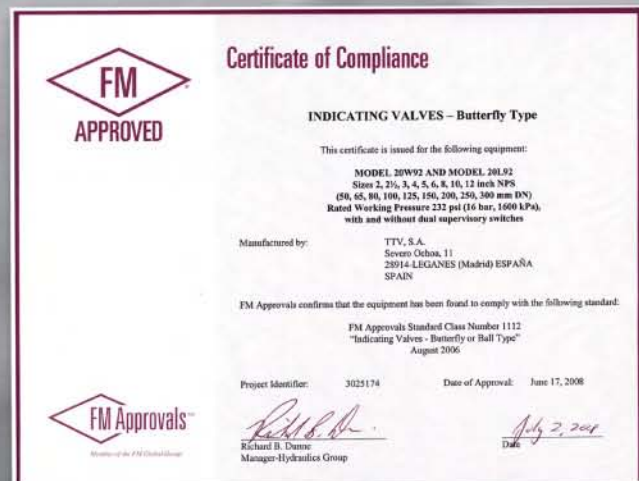 FM
APPROVED
Certificate of Compliance
INDICATING VALVES – Butterfly Type
This certificate is issued for the following equipment:
MODEL 20W92 AND MODEL 20L92
Sizes 2, 2½, 3, 4, 5, 6, 8, 10, 12 inch NPS
(50, 65, 80, 100, 125, 150, 200, 250, 300 mm DN)
Rated Working Pressure 232 psi (16 bar, 1600 kPa),
with and without dual supervisory switches
Manufactured by: TTV, S.A.
Severo Ochoa, 11
28914-LEGANES (Madrid) ESPAÑA
SPAIN
FM Approvals confirms that the equipment has been found to comply with the following standard:
FM Approvals Standard Class Number 1112
"Indicating Valves - Butterfly or Ball Type"
August 2006
Project Identifier: 3025174 Date of Approval: June 17, 2008
FM Approvals
Member of the FM Global Group
Richard B. Dunne
Manager-Hydraulics Group
July 2, 2008
Date